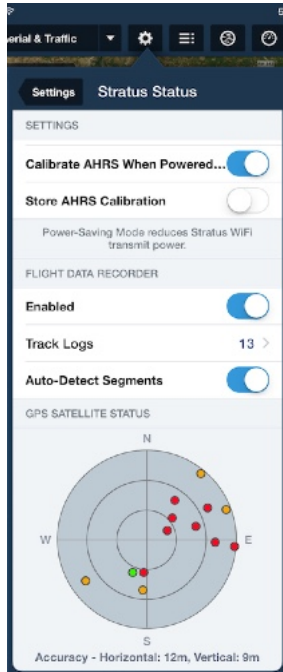 erial & Traffic
Settings
Stratus Status
SETTINGS
Calibrate AHRS When Powered...
Store AHRS Calibration
Power-Saving Mode reduces Stratus WiFi
transmit power.
FLIGHT DATA RECORDER
Enabled
Track Logs 13
Auto-Detect Segments
GPS SATELLITE STATUS
N
W E
S
Accuracy - Horizontal: 12m, Vertical: 9m